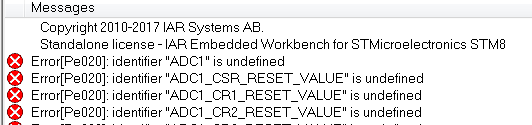 Messages
Copyright 2010-2017 IAR Systems AB.
Standalone license - IAR Embedded Workbench for STMicroelectronics STM8
Error[Pe020]: identifier "ADC1" is undefined
Error[Pe020]: identifier "ADC1_CSR_RESET_VALUE" is undefined
Error[Pe020]: identifier "ADC1_CR1_RESET_VALUE" is undefined
Error[Pe020]: identifier "ADC1_CR2_RESET_VALUE" is undefined